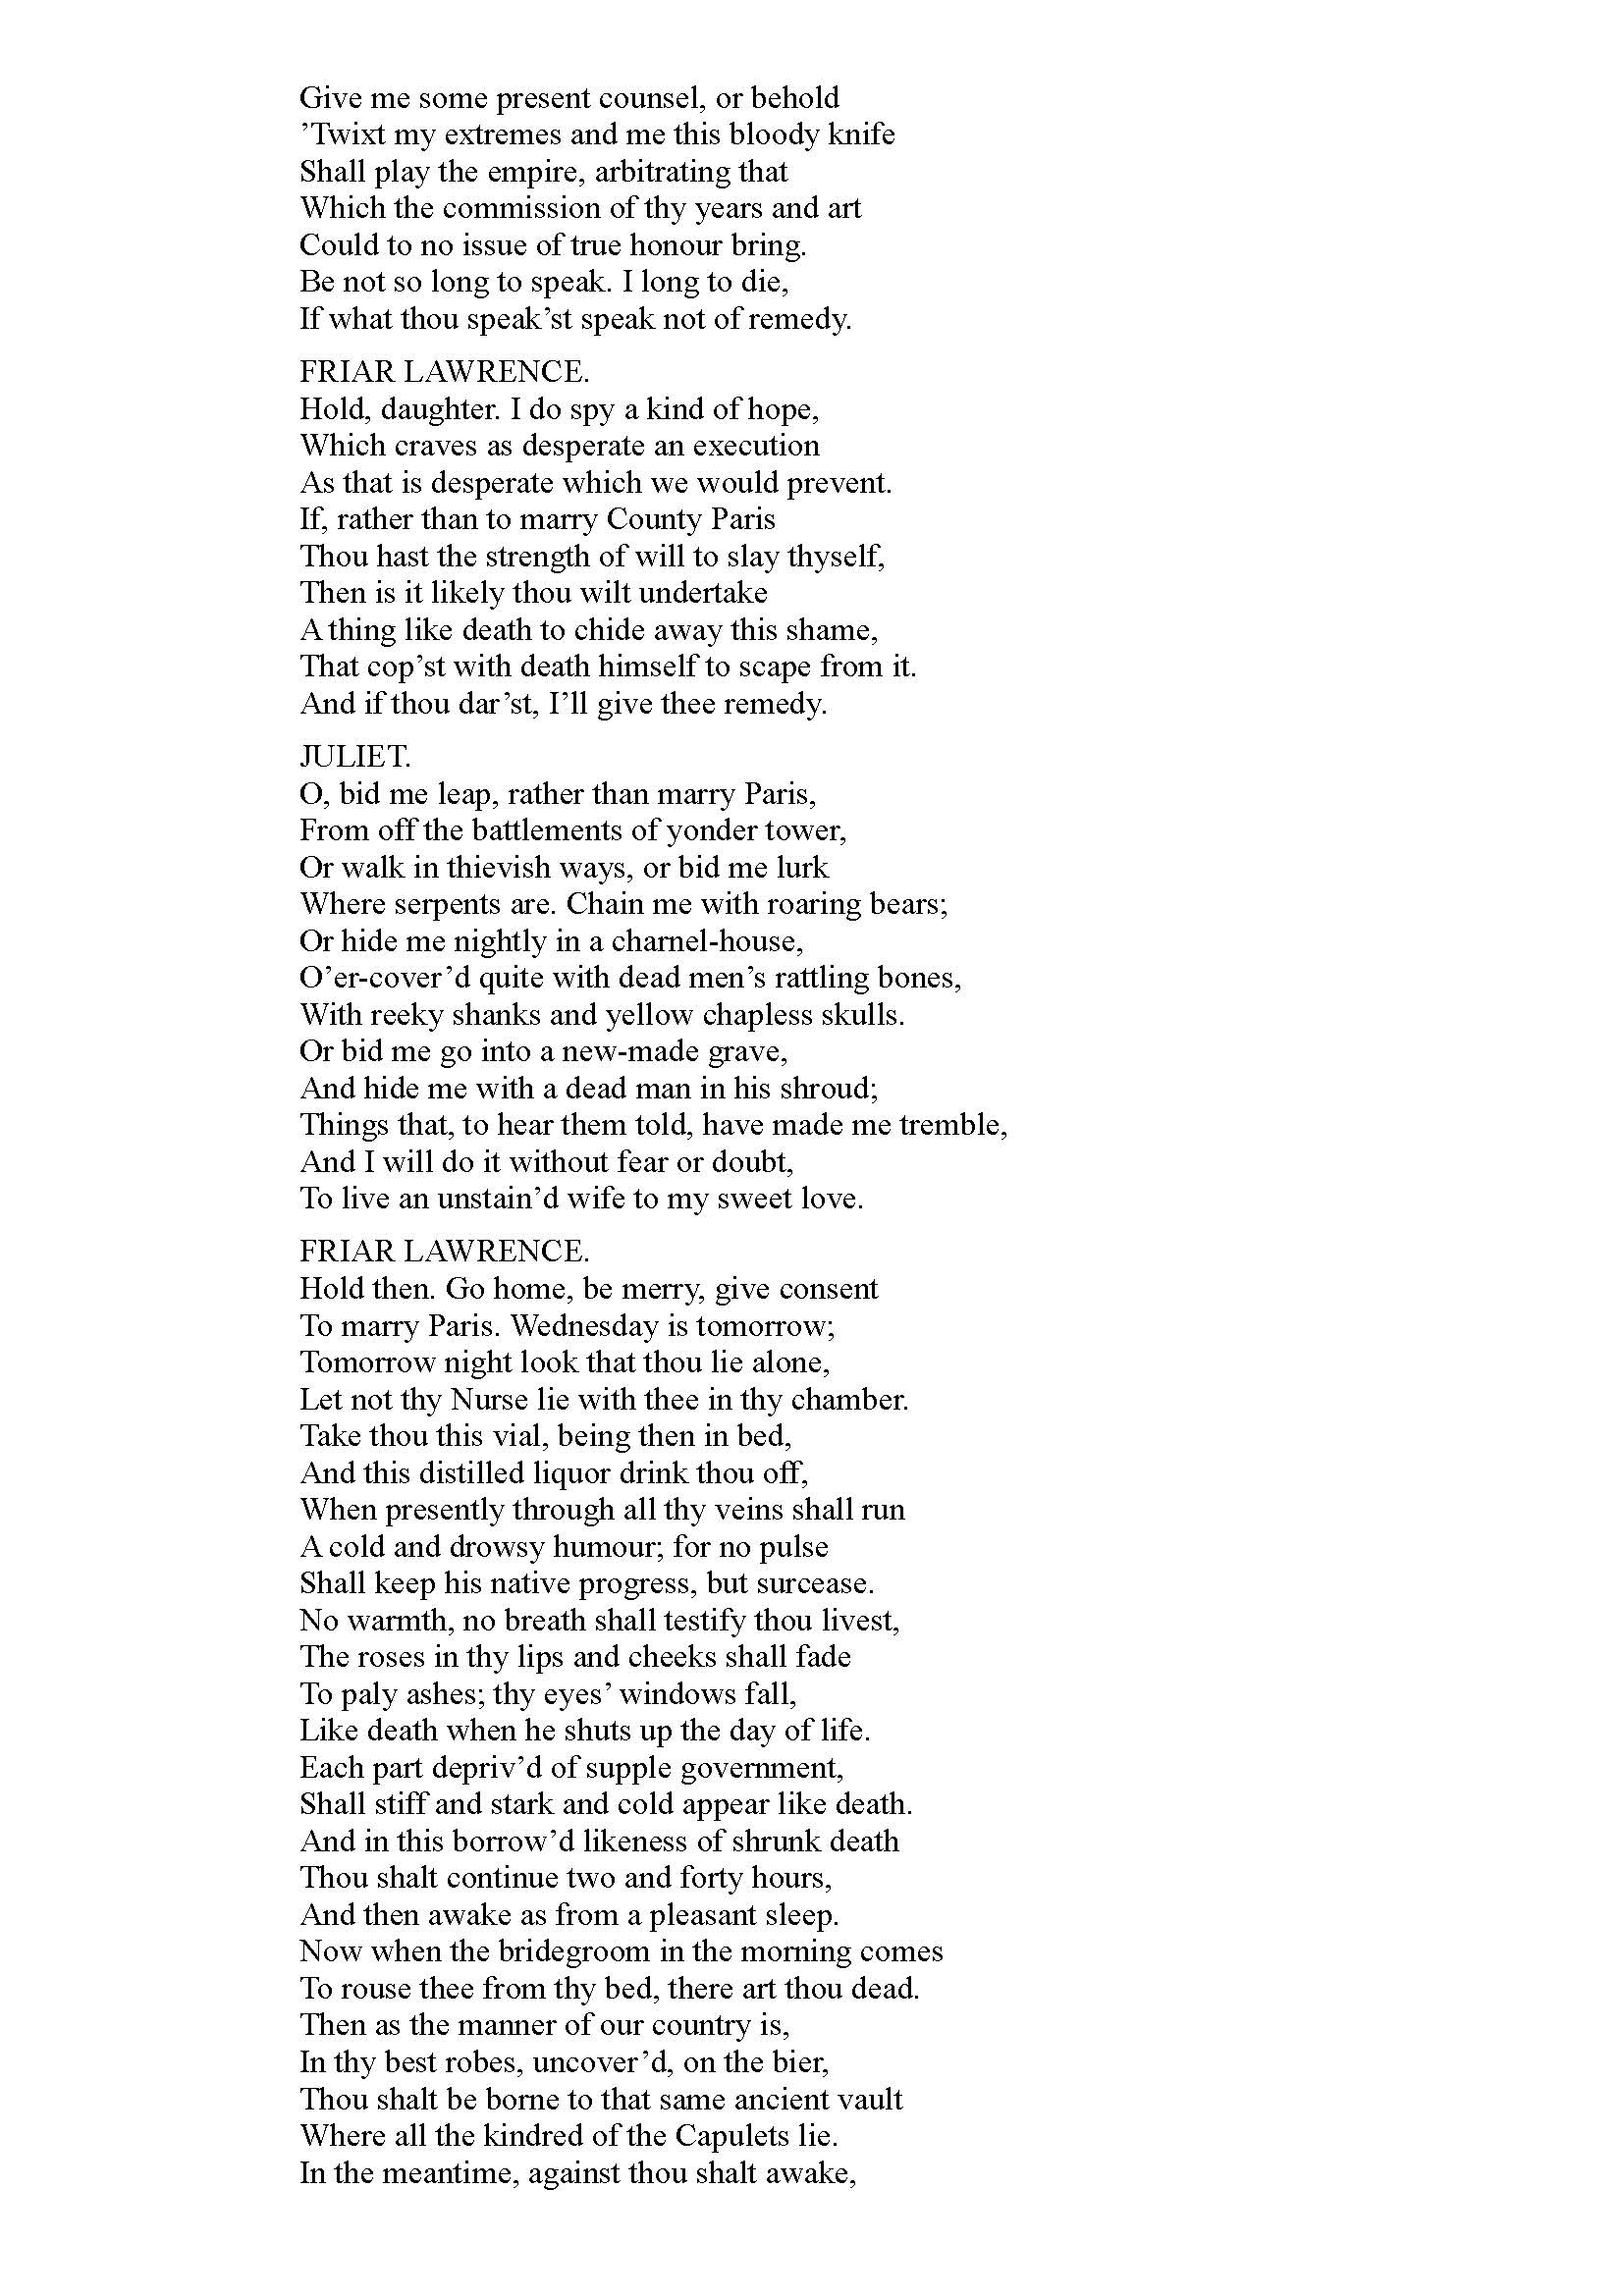 Give me some present counsel, or behold
’Twixt my extremes and me this bloody knife
Shall play the empire, arbitrating that
Which the commission of thy years and art
Could to no issue of true honour bring.
Be not so long to speak. I long to die,
If what thou speak’st speak not of remedy.
FRIAR LAWRENCE.
Hold, daughter. I do spy a kind of hope,
Which craves as desperate an execution
As that is desperate which we would prevent.
If, rather than to marry County Paris
Thou hast the strength of will to slay thyself,
Then is it likely thou wilt undertake
A thing like death to chide away this shame,
That cop’st with death himself to scape from it.
And if thou dar’st, I’ll give thee remedy.
JULIET.
O, bid me leap, rather than marry Paris,
From off the battlements of yonder tower,
Or walk in thievish ways, or bid me lurk
Where serpents are. Chain me with roaring bears;
Or hide me nightly in a charnel-house,
O’er-cover’d quite with dead men’s rattling bones,
With reeky shanks and yellow chapless skulls.
Or bid me go into a new-made grave,
And hide me with a dead man in his shroud;
Things that, to hear them told, have made me tremble,
And I will do it without fear or doubt,
To live an unstain’d wife to my sweet love.
FRIAR LAWRENCE.
Hold then. Go home, be merry, give consent
To marry Paris. Wednesday is tomorrow;
Tomorrow night look that thou lie alone,
Let not thy Nurse lie with thee in thy chamber.
Take thou this vial, being then in bed,
And this distilled liquor drink thou off,
When presently through all thy veins shall run
A cold and drowsy humour; for no pulse
Shall keep his native progress, but surcease.
No warmth, no breath shall testify thou livest,
The roses in thy lips and cheeks shall fade
To paly ashes; thy eyes’ windows fall,
Like death when he shuts up the day of life.
Each part depriv’d of supple government,
Shall stiff and stark and cold appear like death.
And in this borrow’d likeness of shrunk death
Thou shalt continue two and forty hours,
And then awake as from a pleasant sleep.
Now when the bridegroom in the morning comes
To rouse thee from thy bed, there art thou dead.
Then as the manner of our country is,
In thy best robes, uncover’d, on the bier,
Thou shalt be borne to that same ancient vault
Where all the kindred of the Capulets lie.
In the meantime, against thou shalt awake,